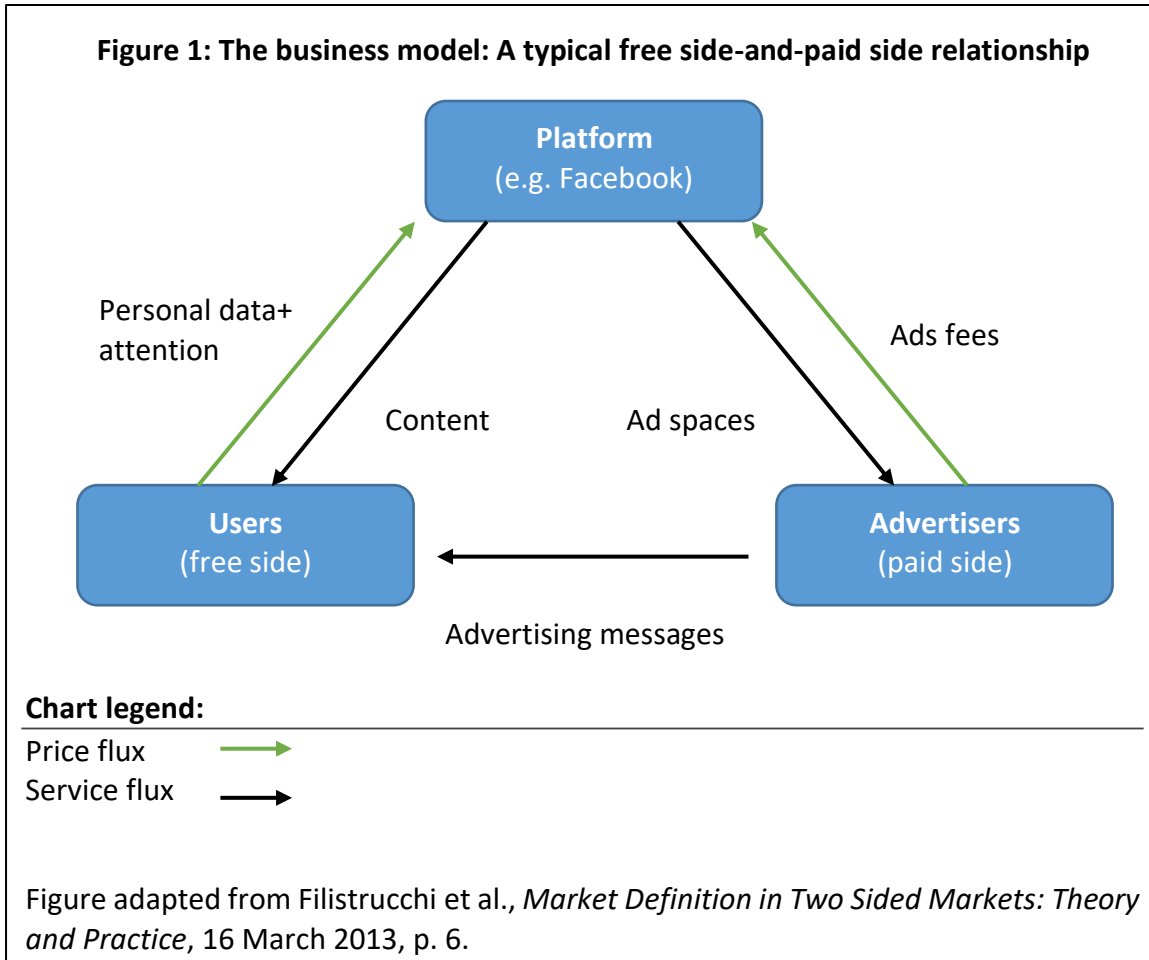 Figure 1: The business model: A typical free side-and-paid side relationship
Platform
(e.g. Facebook)
Personal data+
attention
Ads fees
Content
Ad spaces
Users
(free side)
Advertisers
(paid side)
Advertising messages
Chart legend:
Price flux
Service flux
Figure adapted from Filistrucchi et al., Market Definition in Two Sided Markets: Theory
and Practice, 16 March 2013, p. 6.